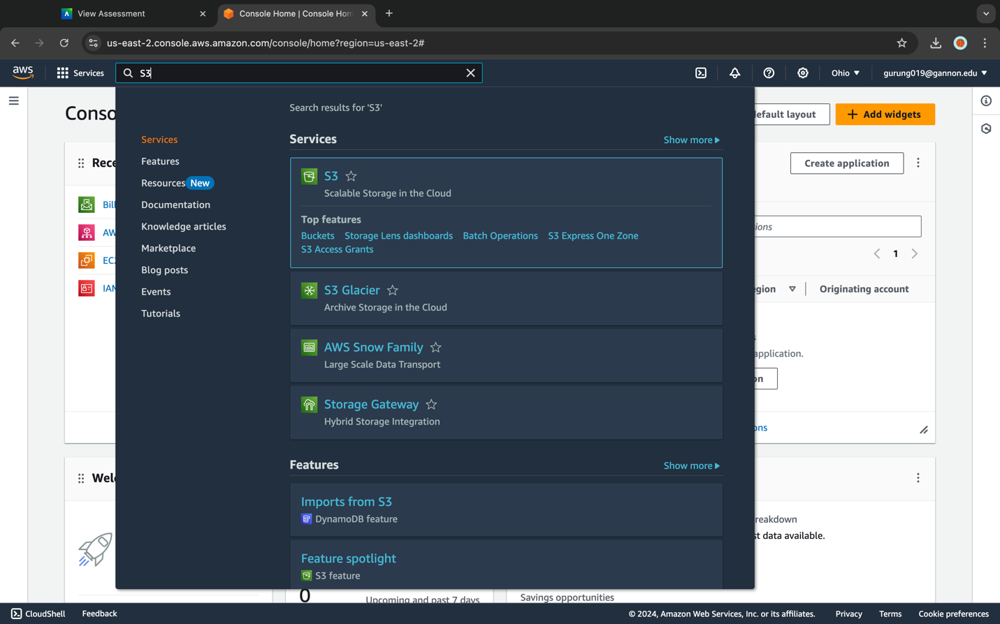 View Assessment
Console Home | Console Hom
us-east-2.console.aws.amazon.com/console/home?region=us-east-2#
aws
Services
S3
Ohio
gurung019@gannon.edu
Conso
efault layout
Add widgets
Search results for 'S3'
Services
Features
Resources New
Documentation
Knowledge articles
Marketplace
Blog posts
Events
Tutorials
Services
Show more
S3
Scalable Storage in the Cloud
Top features
Buckets Storage Lens dashboards Batch Operations S3 Express One Zone
S3 Access Grants
S3 Glacier
Archive Storage in the Cloud
AWS Snow Family
Large Scale Data Transport
Storage Gateway
Hybrid Storage Integration
Features
Show more
Imports from S3
DynamoDB feature
Feature spotlight
S3 feature
Rece
Bil
AW
EC2
IAN
Create application
ions
1
egion
Originating account
application.
on
ons
Wel
reakdown
st data available.
0
Upcoming and past 7 days
Savings opportunities
CloudShell
Feedback
© 2024, Amazon Web Services, Inc. or its affiliates.
Privacy
Terms
Cookie preferences